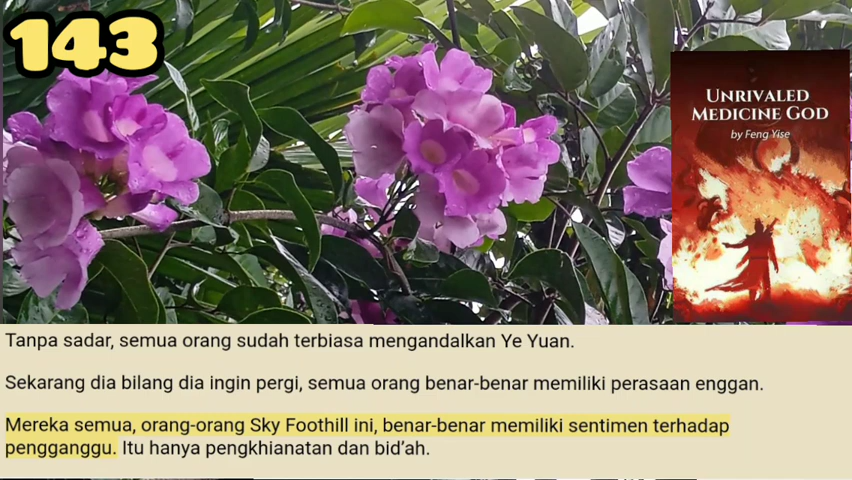 143
UNRIVALED
MEDICINE GOD
by Feng Yise
Tanpa sadar, semua orang sudah terbiasa mengandalkan Ye Yuan.
Sekarang dia bilang dia ingin pergi, semua orang benar-benar memiliki perasaan enggan.
Mereka semua, orang-orang Sky Foothill ini, benar-benar memiliki sentimen terhadap
pengganggu. Itu hanya pengkhianatan dan bid’ah.